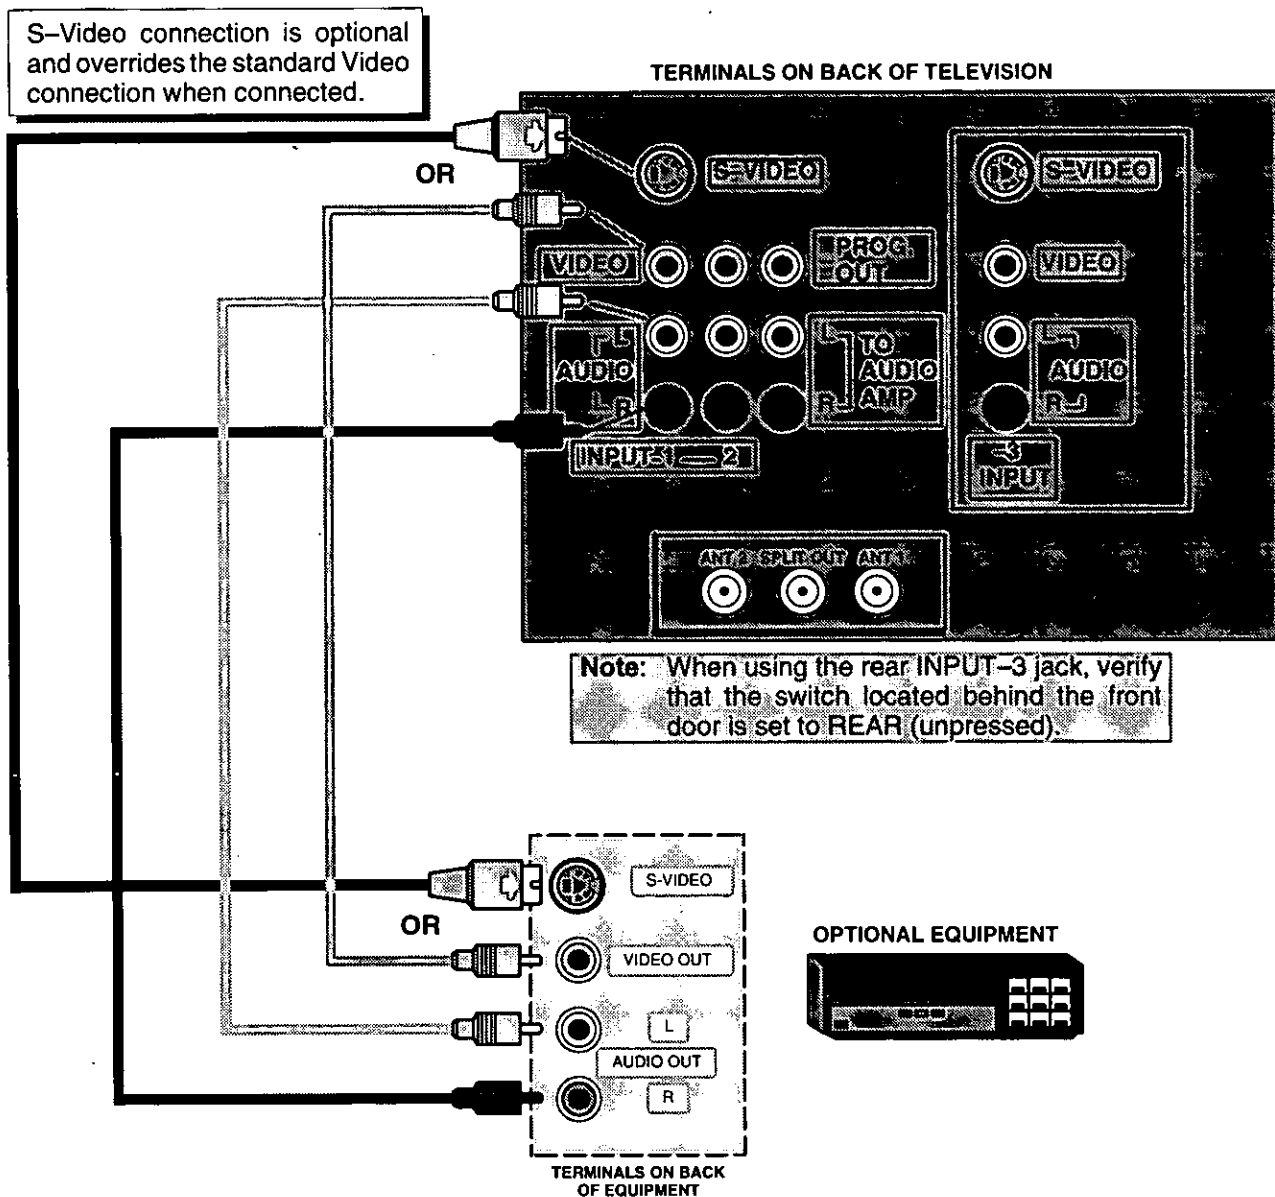 S–Video connection is optional
and overrides the standard Video
connection when connected.
TERMINALS ON BACK OF TELEVISION
OR
S–VIDEO
S–VIDEO
VIDEO
PROG.
OUT
VIDEO
L
AUDIO
R
L
TO
AUDIO
AMP
R
L
AUDIO
R
INPUT–1 — 2
3
INPUT
ANT 2 SPLIT OUT ANT 1
Note: When using the rear INPUT–3 jack, verify
that the switch located behind the front
door is set to REAR (unpressed).
S-VIDEO
OR
VIDEO OUT
L
AUDIO OUT
R
TERMINALS ON BACK
OF EQUIPMENT
OPTIONAL EQUIPMENT